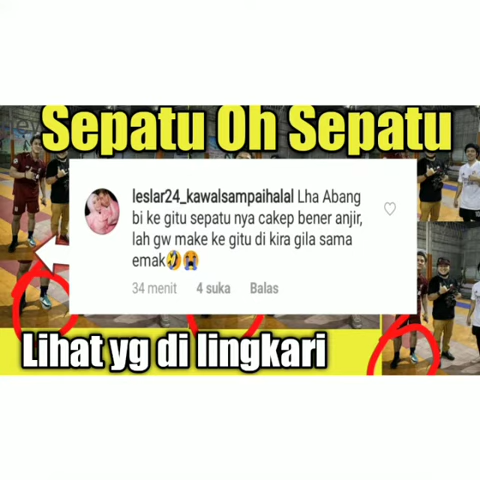 Sepatu Oh Sepatu
leslar24_kawalsampaihalal Lha Abang
bi ke gitu sepatu nya cakep bener anjir,
lah gw make ke gitu di kira gila sama
emak🤣😭
34 menit 4 suka Balas
Lihat yg di lingkari